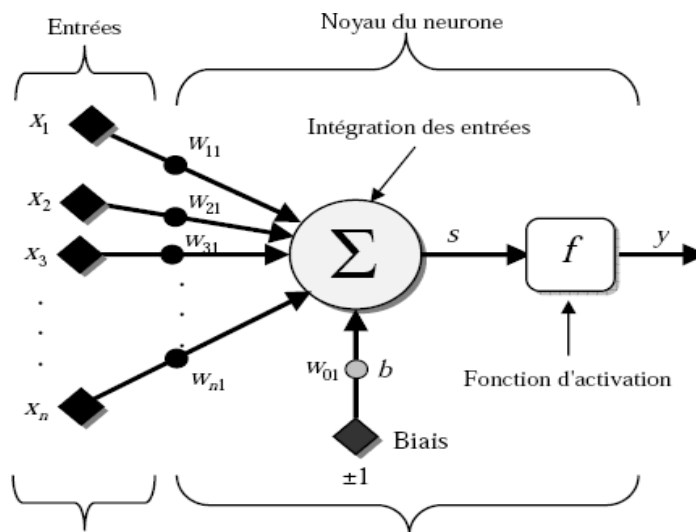 Entrées
Noyau du neurone
Intégration des entrées
x₁
w₁₁
x₂
w₂₁
x₃
w₃₁
Σ
s
f
y
xₙ
wₙ₁
w₀₁
b
Fonction d'activation
Biais
±1